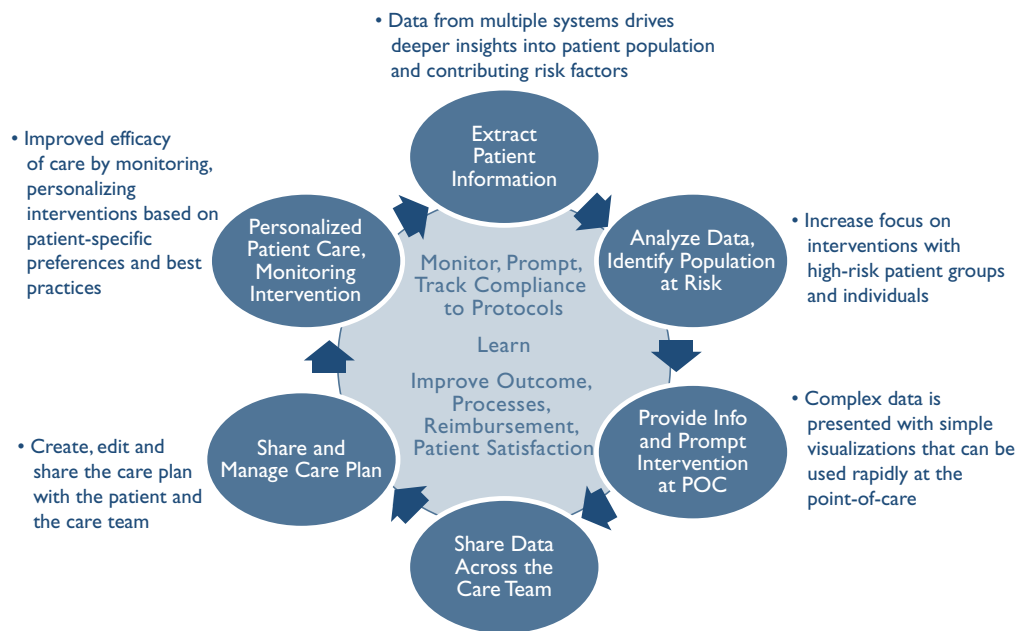 • Data from multiple systems drives
deeper insights into patient population
and contributing risk factors
Extract
Patient
Information
• Improved efficacy
of care by monitoring,
personalizing
interventions based on
patient-specific
preferences and best
practices
Personalized
Patient Care,
Monitoring
Intervention
Analyze Data,
Identify Population
at Risk
• Increase focus on
interventions with
high-risk patient groups
and individuals
Monitor, Prompt,
Track Compliance
to Protocols
Learn
Improve Outcome,
Processes,
Reimbursement,
Patient Satisfaction
Provide Info
and Prompt
Intervention
at POC
• Complex data is
presented with simple
visualizations that can be
used rapidly at the
point-of-care
Share and
Manage Care Plan
• Create, edit and
share the care plan
with the patient and
the care team
Share Data
Across the
Care Team